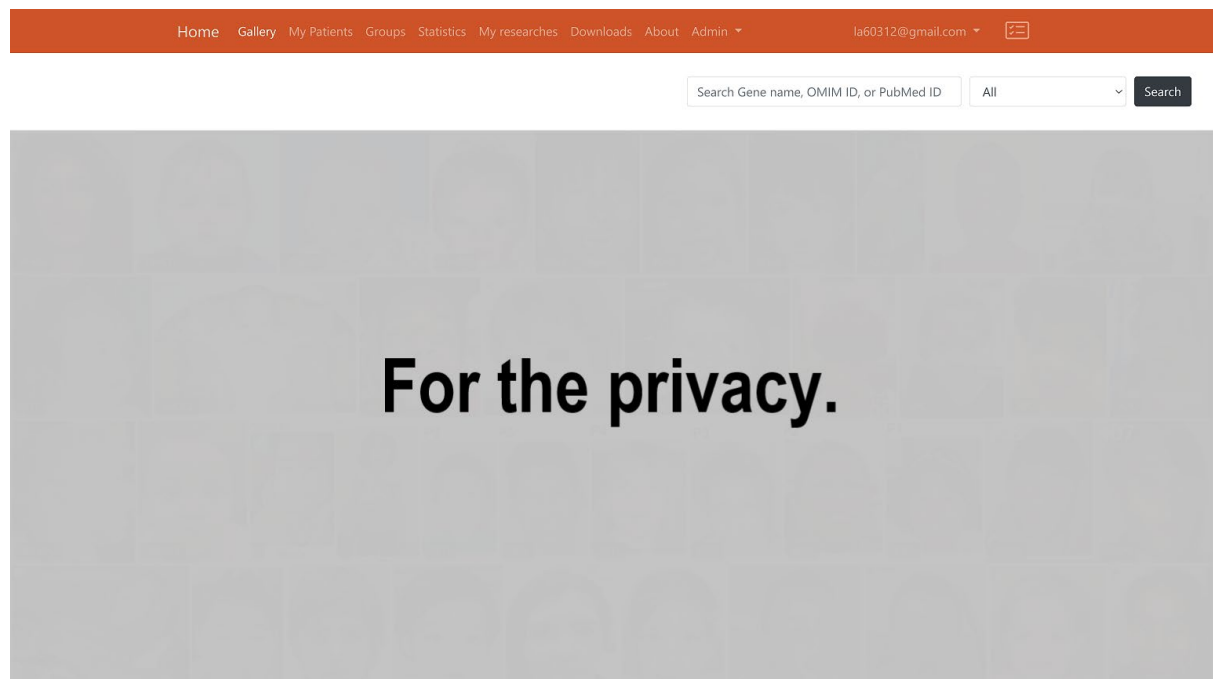 Home Gallery My Patients Groups Statistics My researches Downloads About Admin la60312@gmail.com
Search Gene name, OMIM ID, or PubMed ID All Search
For the privacy.